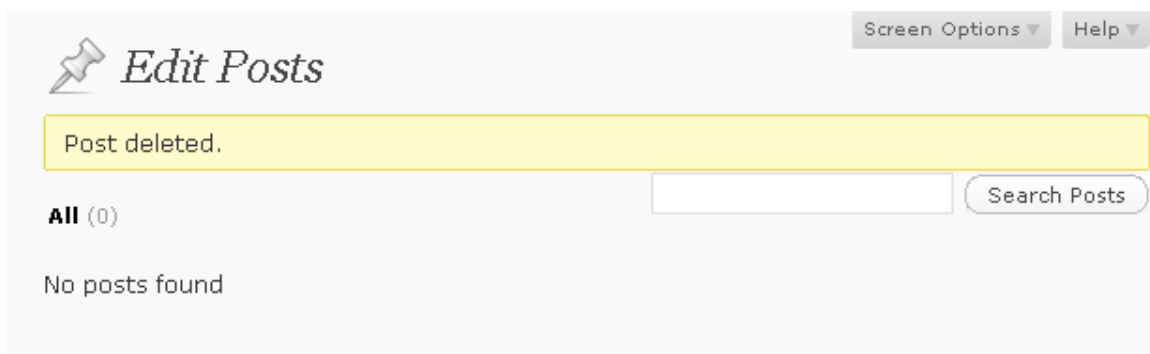 Screen Options Help
Edit Posts
Post deleted.
Search Posts
All (0)
No posts found